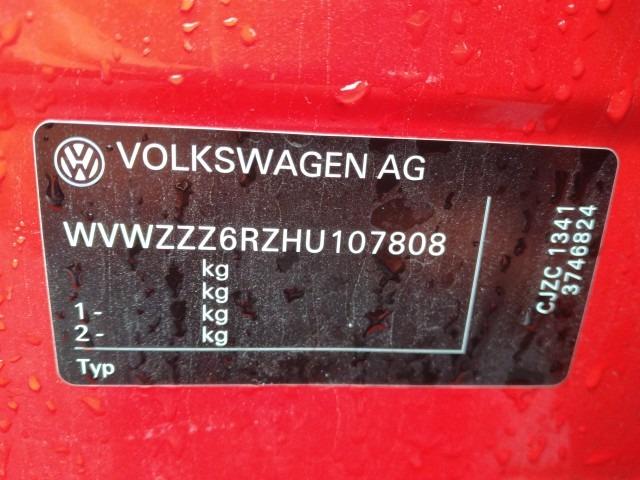 VOLKSWAGEN AG
WVWZZZ6RZHU107808
kg
kg
1- kg
2- kg
Typ
CJZC 1341
3746824